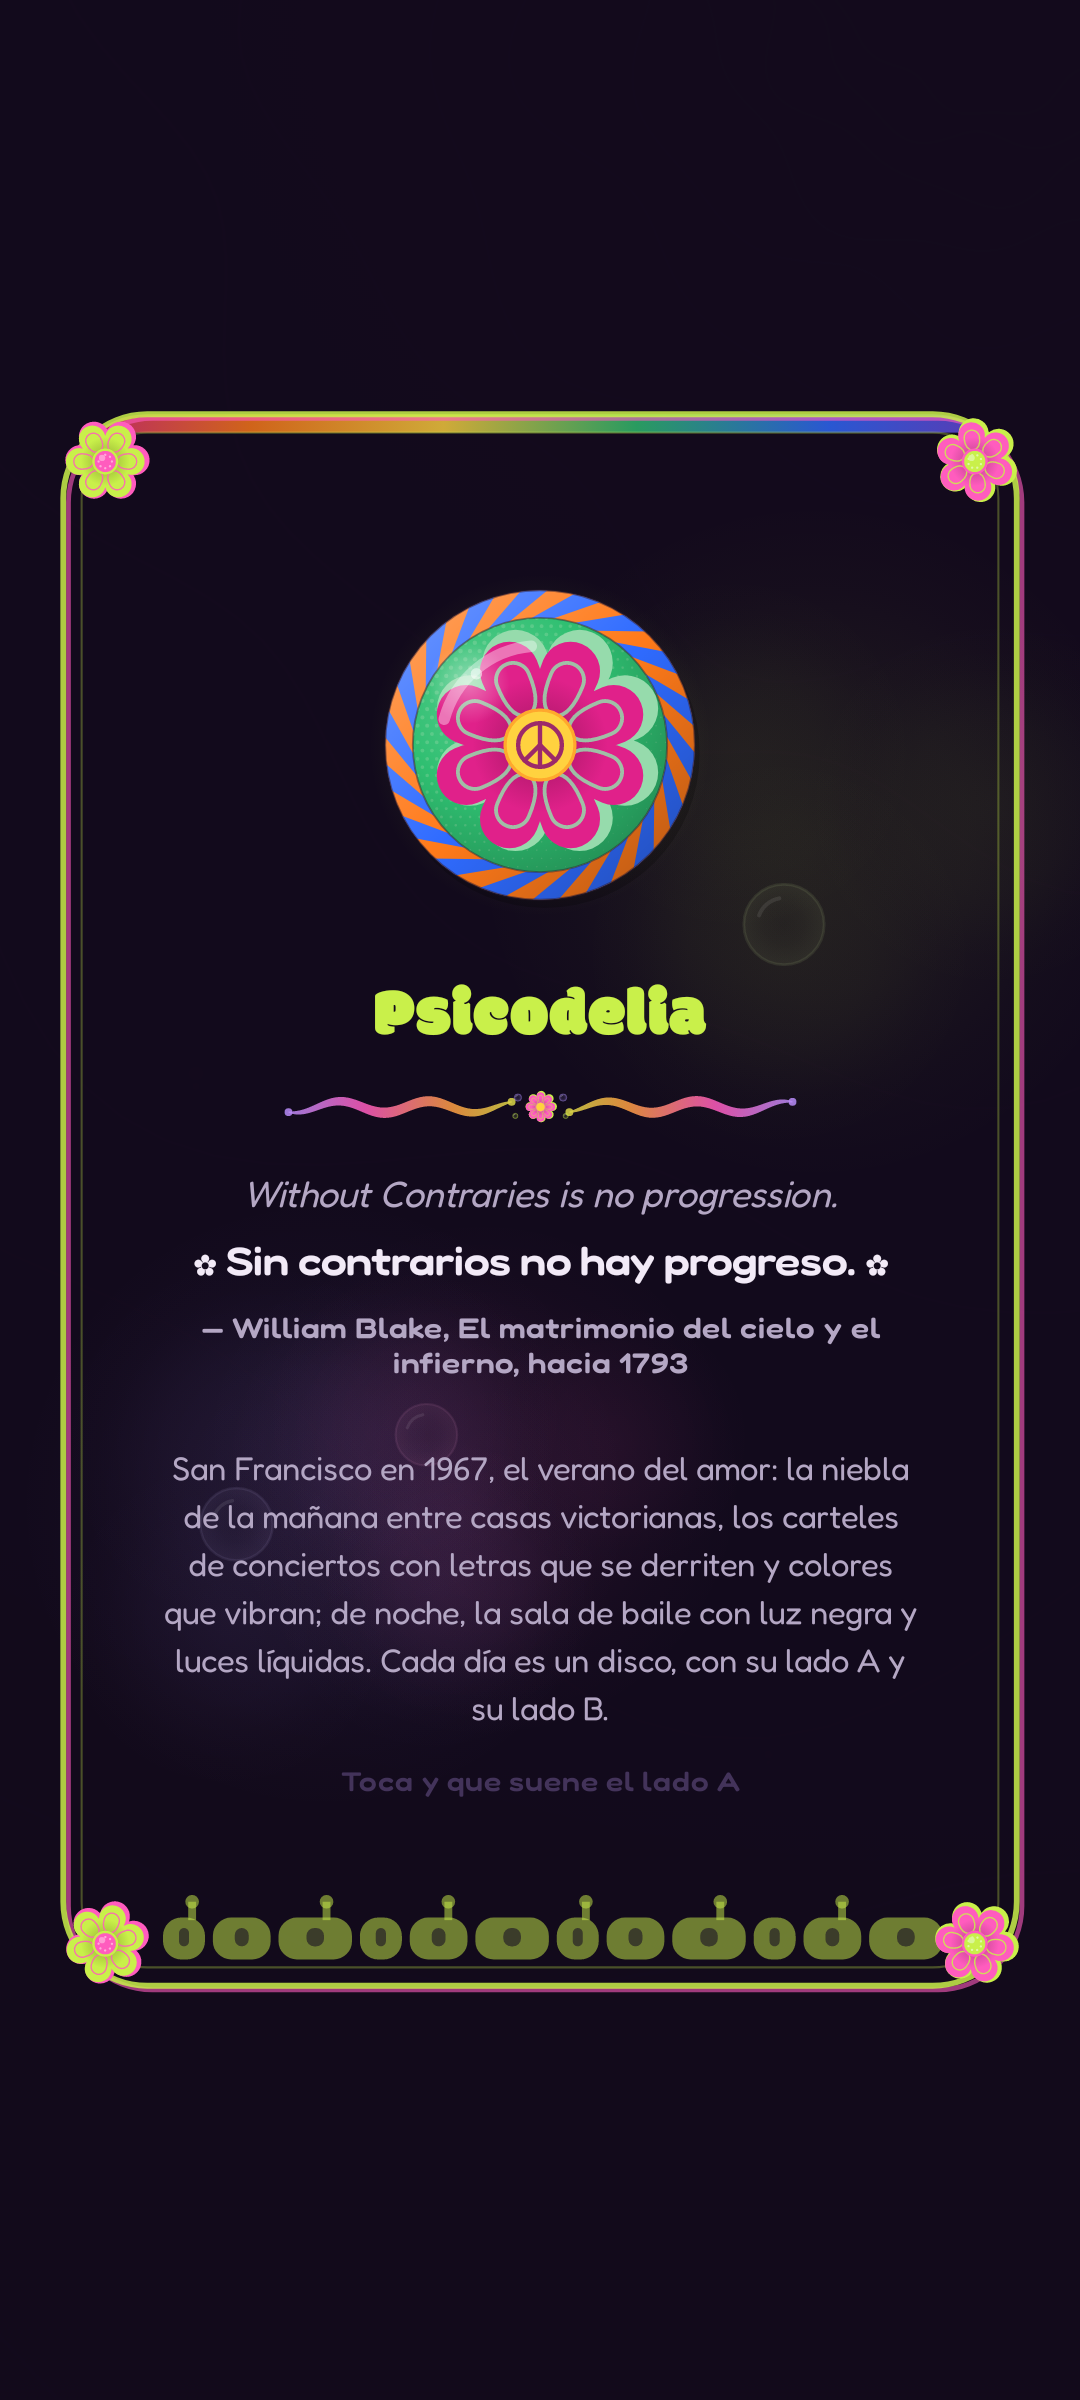 Psicodelia
Without Contraries is no progression.
✿ Sin contrarios no hay progreso. ✿
— William Blake, El matrimonio del cielo y el
infierno, hacia 1793
San Francisco en 1967, el verano del amor: la niebla
de la mañana entre casas victorianas, los carteles
de conciertos con letras que se derriten y colores
que vibran; de noche, la sala de baile con luz negra y
luces líquidas. Cada día es un disco, con su lado A y
su lado B.
Toca y que suene el lado A